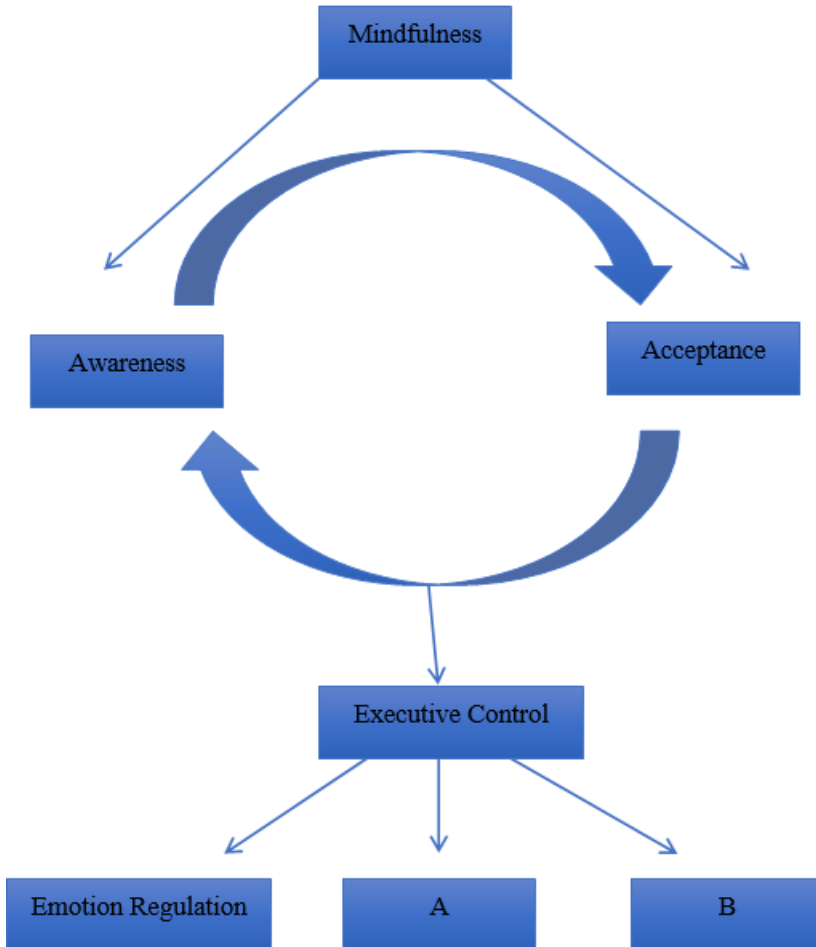 Mindfulness
Awareness
Acceptance
Executive Control
Emotion Regulation
A
B